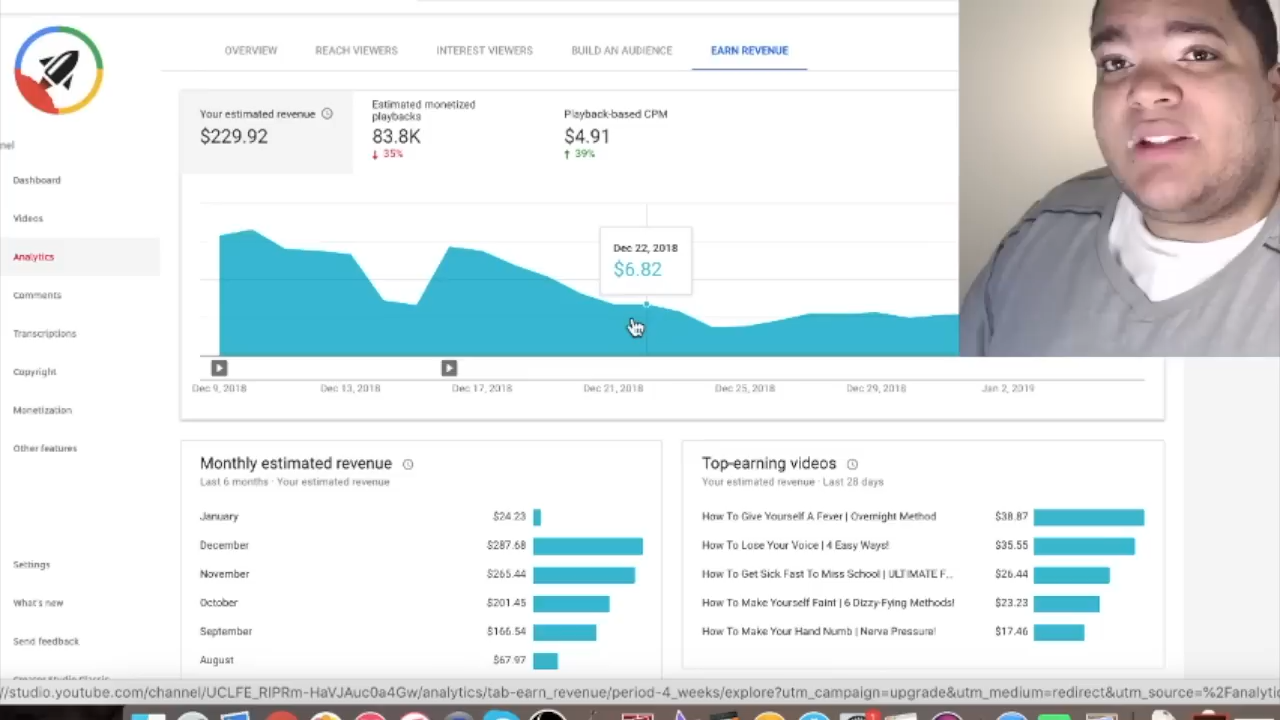 OVERVIEW REACH VIEWERS INTEREST VIEWERS BUILD AN AUDIENCE EARN REVENUE
Your estimated revenue
$229.92
Estimated monetized
playbacks
83.8K
↓ 35%
Playback-based CPM
$4.91
↑ 39%
nel
Dashboard
Videos
Analytics
Comments
Transcriptions
Copyright
Monetization
Other features
Settings
What's new
Send feedback
Creator Studio Classic
Dec 22, 2018
$6.82
Dec 9, 2018 Dec 13, 2018 Dec 17, 2018 Dec 21, 2018 Dec 25, 2018 Dec 29, 2018 Jan 2, 2019
Monthly estimated revenue
Last 6 months · Your estimated revenue
January $24.23
December $287.68
November $265.44
October $201.45
September $166.54
August $67.97
Top-earning videos
Your estimated revenue · Last 28 days
How To Give Yourself A Fever | Overnight Method $38.87
How To Lose Your Voice | 4 Easy Ways! $35.55
How To Get Sick Fast To Miss School | ULTIMATE F... $26.44
How To Make Yourself Faint | 6 Dizzy-Fying Methods! $23.23
How To Make Your Hand Numb | Nerve Pressure! $17.46
//studio.youtube.com/channel/UCLFE_RIPRm-HaVJAuc0a4Gw/analytics/tab-earn_revenue/period-4_weeks/explore?utm_campaign=upgrade&utm_medium=redirect&utm_source=%2Fanalytic